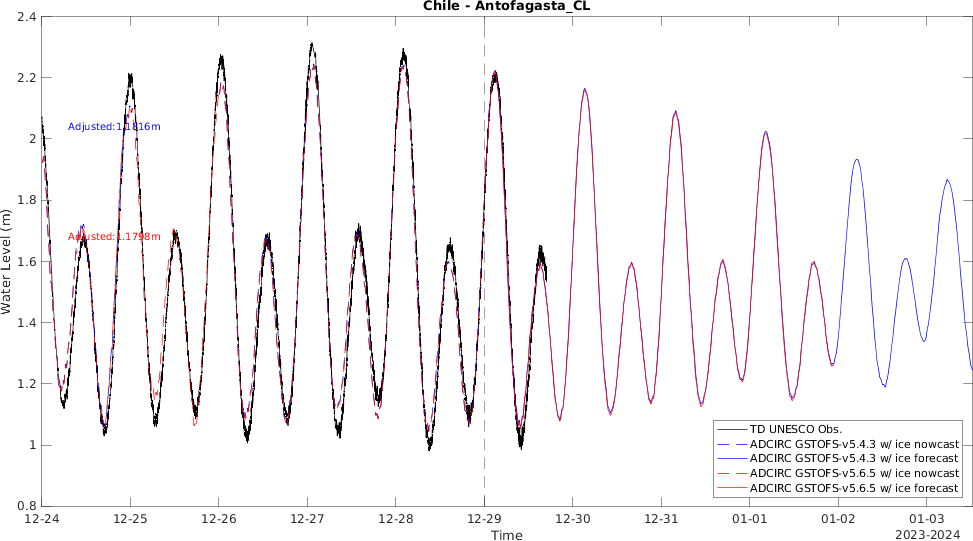 Chile - Antofagasta_CL
2.4
2.2
2
1.8
1.6
1.4
1.2
1
0.8
Water Level (m)
Adjusted:1.1816m
Adjusted:1.1798m
TD UNESCO Obs.
ADCIRC GSTOFS-v5.4.3 w/ ice nowcast
ADCIRC GSTOFS-v5.4.3 w/ ice forecast
ADCIRC GSTOFS-v5.6.5 w/ ice nowcast
ADCIRC GSTOFS-v5.6.5 w/ ice forecast
12-24 12-25 12-26 12-27 12-28 12-29 12-30 12-31 01-01 01-02 01-03
Time
2023-2024